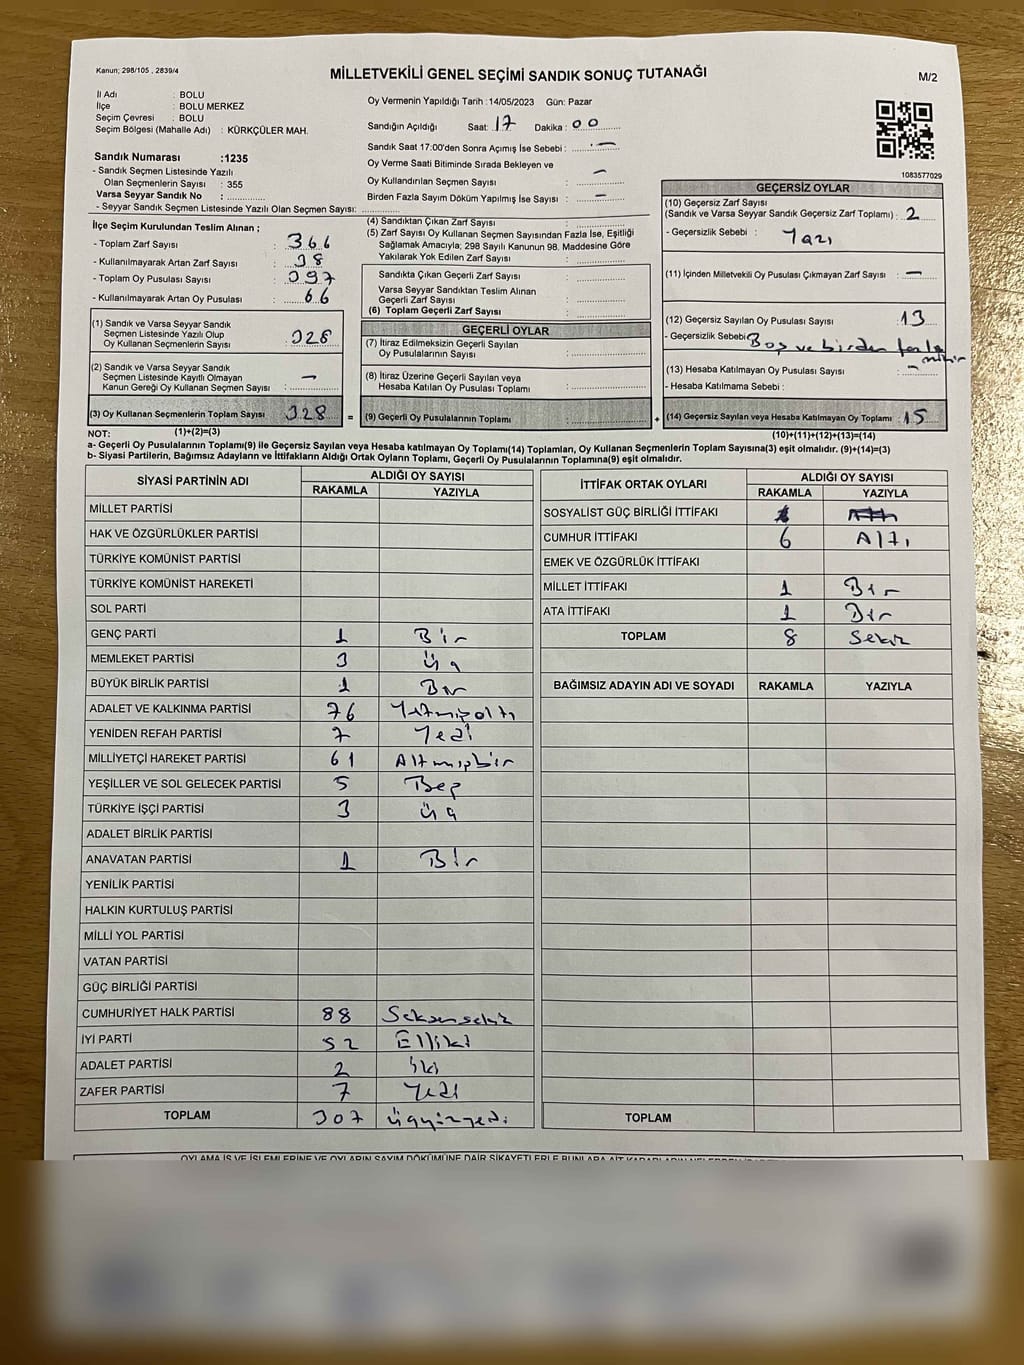 Kanun; 298/105 , 2839/4
MİLLETVEKİLİ GENEL SEÇİMİ SANDIK SONUÇ TUTANAĞI
M/2
İl Adı : BOLU
İlçe : BOLU MERKEZ
Seçim Çevresi : BOLU
Seçim Bölgesi (Mahalle Adı) : KÜRKÇÜLER MAH.
Sandık Numarası :1235
- Sandık Seçmen Listesinde Yazılı
Olan Seçmenlerin Sayısı : 355
Varsa Seyyar Sandık No : ..............
- Seyyar Sandık Seçmen Listesinde Yazılı Olan Seçmen Sayısı: ..............
Oy Vermenin Yapıldığı Tarih :14/05/2023 Gün: Pazar
Sandığın Açıldığı Saat: 17 Dakika : 00
Sandık Saat 17:00'den Sonra Açımış İse Sebebi : —
Oy Verme Saati Bitiminde Sırada Bekleyen ve
Oy Kullandırılan Seçmen Sayısı : —
Birden Fazla Sayım Döküm Yapılmış İse Sayısı : —
1083577029
İlçe Seçim Kurulundan Teslim Alınan ;
- Toplam Zarf Sayısı : 366
- Kullanılmayarak Artan Zarf Sayısı : 38
- Toplam Oy Pusulası Sayısı : 397
- Kullanılmayarak Artan Oy Pusulası : 66
(1) Sandık ve Varsa Seyyar Sandık
Seçmen Listesinde Yazılı Olup
Oy Kullanan Seçmenlerin Sayısı : 328
(2) Sandık ve Varsa Seyyar Sandık
Seçmen Listesinde Kayıtlı Olmayan
Kanun Gereği Oy Kullanan Seçmen Sayısı : —
(3) Oy Kullanan Seçmenlerin Toplam Sayısı : 328 =
(1)+(2)=(3)
(4) Sandıktan Çıkan Zarf Sayısı :
(5) Zarf Sayısı Oy Kullanan Seçmen Sayısından Fazla İse, Eşitliği
Sağlamak Amacıyla; 298 Sayılı Kanunun 98. Maddesine Göre
Yakılarak Yok Edilen Zarf Sayısı :
Sandıkta Çıkan Geçerli Zarf Sayısı :
Varsa Seyyar Sandıktan Teslim Alınan
Geçerli Zarf Sayısı :
(6) Toplam Geçerli Zarf Sayısı :
GEÇERLİ OYLAR
(7) İtiraz Edilmeksizin Geçerli Sayılan
Oy Pusulalarının Sayısı :
(8) İtiraz Üzerine Geçerli Sayılan veya
Hesaba Katılan Oy Pusulası Toplamı :
(9) Geçerli Oy Pusulalarının Toplamı : +
GEÇERSİZ OYLAR
(10) Geçersiz Zarf Sayısı
(Sandık ve Varsa Seyyar Sandık Geçersiz Zarf Toplamı) : 2
- Geçersizlik Sebebi : Yazı
(11) İçinden Milletvekili Oy Pusulası Çıkmayan Zarf Sayısı : —
(12) Geçersiz Sayılan Oy Pusulası Sayısı : 13
- Geçersizlik Sebebi : Boş ve birden fazla
mühür
(13) Hesaba Katılmayan Oy Pusulası Sayısı : —
- Hesaba Katılmama Sebebi :
(14) Geçersiz Sayılan veya Hesaba Katılmayan Oy Toplamı : 15
(10)+(11)+(12)+(13)=(14)
NOT:
a- Geçerli Oy Pusulalarının Toplamı(9) ile Geçersiz Sayılan veya Hesaba katılmayan Oy Toplamı(14) Toplamları, Oy Kullanan Seçmenlerin Toplam Sayısına(3) eşit olmalıdır. (9)+(14)=(3)
b- Siyasi Partilerin, Bağımsız Adayların ve İttifakların Aldığı Ortak Oyların Toplamı, Geçerli Oy Pusulalarının Toplamına(9) eşit olmalıdır.
SİYASİ PARTİNİN ADI ALDIĞI OY SAYISI
RAKAMLA YAZIYLA
MİLLET PARTİSİ
HAK VE ÖZGÜRLÜKLER PARTİSİ
TÜRKİYE KOMÜNİST PARTİSİ
TÜRKİYE KOMÜNİST HAREKETİ
SOL PARTİ
GENÇ PARTİ 1 Bir
MEMLEKET PARTİSİ 3 üç
BÜYÜK BİRLİK PARTİSİ 1 Bir
ADALET VE KALKINMA PARTİSİ 76 Yetmişaltı
YENİDEN REFAH PARTİSİ 7 Yedi
MİLLİYETÇİ HAREKET PARTİSİ 61 Altmışbir
YEŞİLLER VE SOL GELECEK PARTİSİ 5 Beş
TÜRKİYE İŞÇİ PARTİSİ 3 üç
ADALET BİRLİK PARTİSİ
ANAVATAN PARTİSİ 1 Bir
YENİLİK PARTİSİ
HALKIN KURTULUŞ PARTİSİ
MİLLİ YOL PARTİSİ
VATAN PARTİSİ
GÜÇ BİRLİĞİ PARTİSİ
CUMHURİYET HALK PARTİSİ 88 Seksensekiz
İYİ PARTİ 52 Elliiki
ADALET PARTİSİ 2 iki
ZAFER PARTİSİ 7 Yedi
TOPLAM 307 üçyüzyedi
İTTİFAK ORTAK OYLARI ALDIĞI OY SAYISI
RAKAMLA YAZIYLA
SOSYALİST GÜÇ BİRLİĞİ İTTİFAKI
CUMHUR İTTİFAKI 6 Altı
EMEK VE ÖZGÜRLÜK İTTİFAKI
MİLLET İTTİFAKI 1 Bir
ATA İTTİFAKI 1 Bir
TOPLAM 8 Sekiz
BAĞIMSIZ ADAYIN ADI VE SOYADI RAKAMLA YAZIYLA
TOPLAM